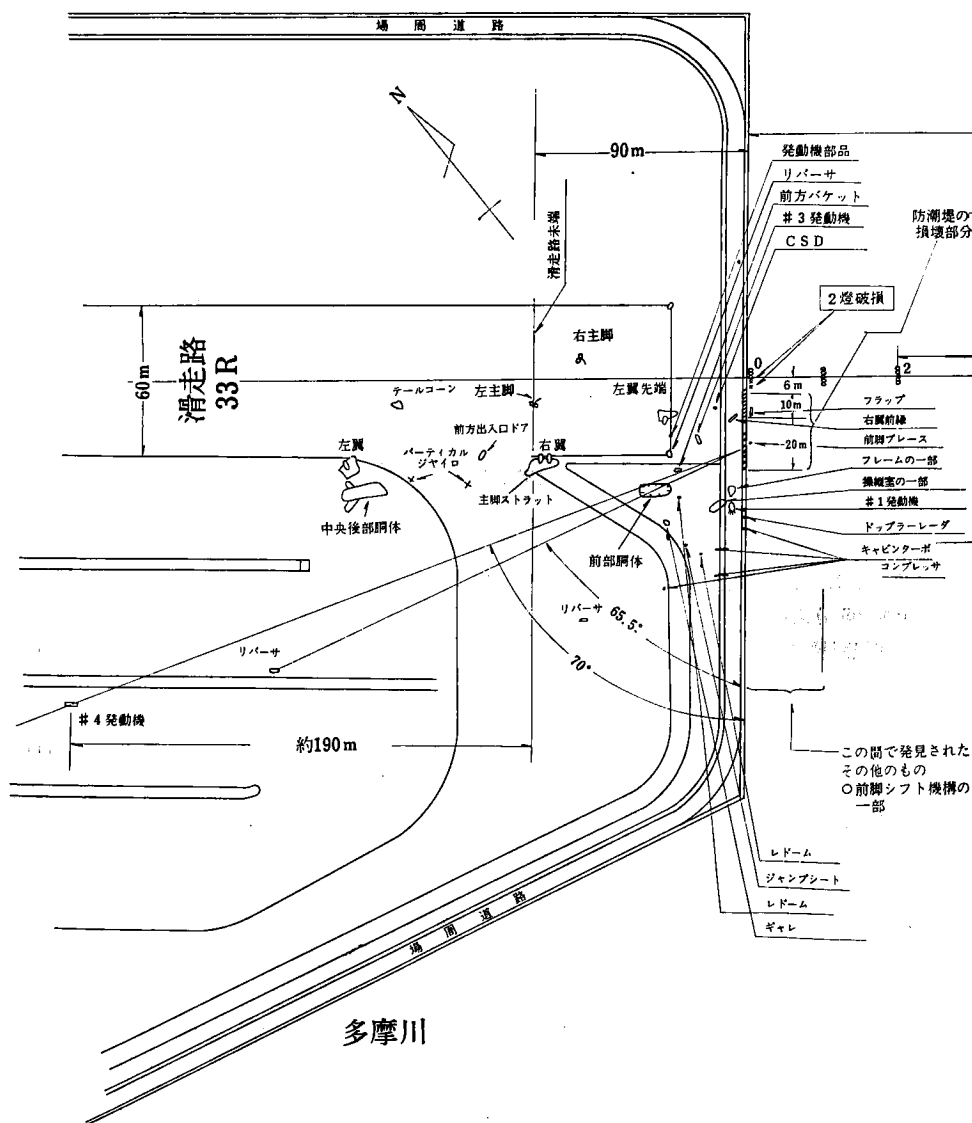 場周道路
N
90m
発動機部品
リバーサ
前方バケット
#3発動機
CSD
防潮堤の
損壊部分
滑走路末端
2燈破損
右主脚
60m
滑走路
33R
0
2
6m
10m
20m
テールコーン
左主脚
左翼先端
フラップ
右翼前縁
前脚ブレース
フレームの一部
操縦室の一部
#1発動機
ドップラーレーダ
キャビンターボ
コンプレッサ
前方出入口ドア
左翼
バーティカル
ジャイロ
右翼
主脚ストラット
中央後部胴体
前部胴体
リバーサ
65.5°
70°
リバーサ
#4発動機
約190m
この間で発見された
その他のもの
○前脚シフト機構の
一部
レドーム
ジャンプシート
レドーム
ギャレ
場周道路
多摩川